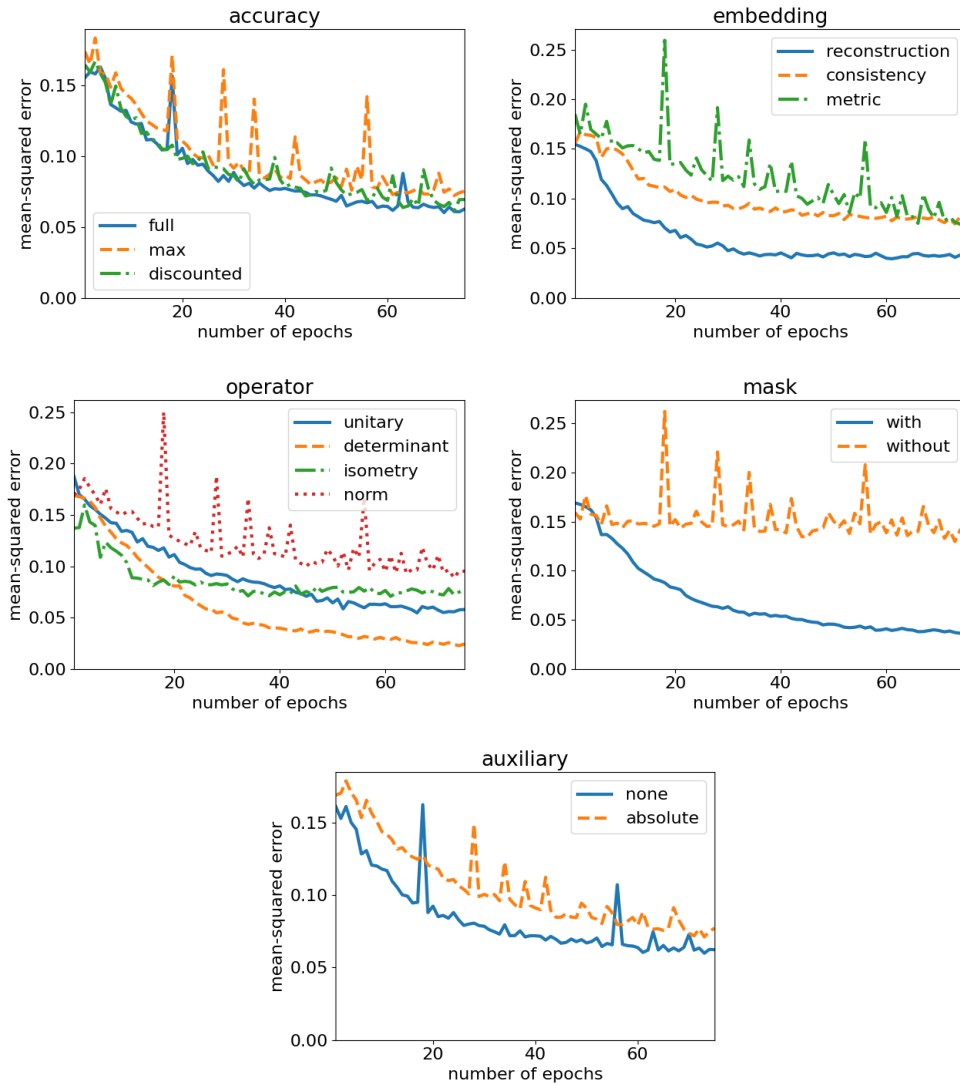 accuracy
mean-squared error
0.15
0.10
0.05
0.00
full
max
discounted
20
40
60
number of epochs
embedding
mean-squared error
0.25
0.20
0.15
0.10
0.05
0.00
reconstruction
consistency
metric
20
40
60
number of epochs
operator
mean-squared error
0.25
0.20
0.15
0.10
0.05
0.00
unitary
determinant
isometry
norm
20
40
60
number of epochs
mask
mean-squared error
0.25
0.20
0.15
0.10
0.05
0.00
with
without
20
40
60
number of epochs
auxiliary
mean-squared error
0.15
0.10
0.05
0.00
none
absolute
20
40
60
number of epochs